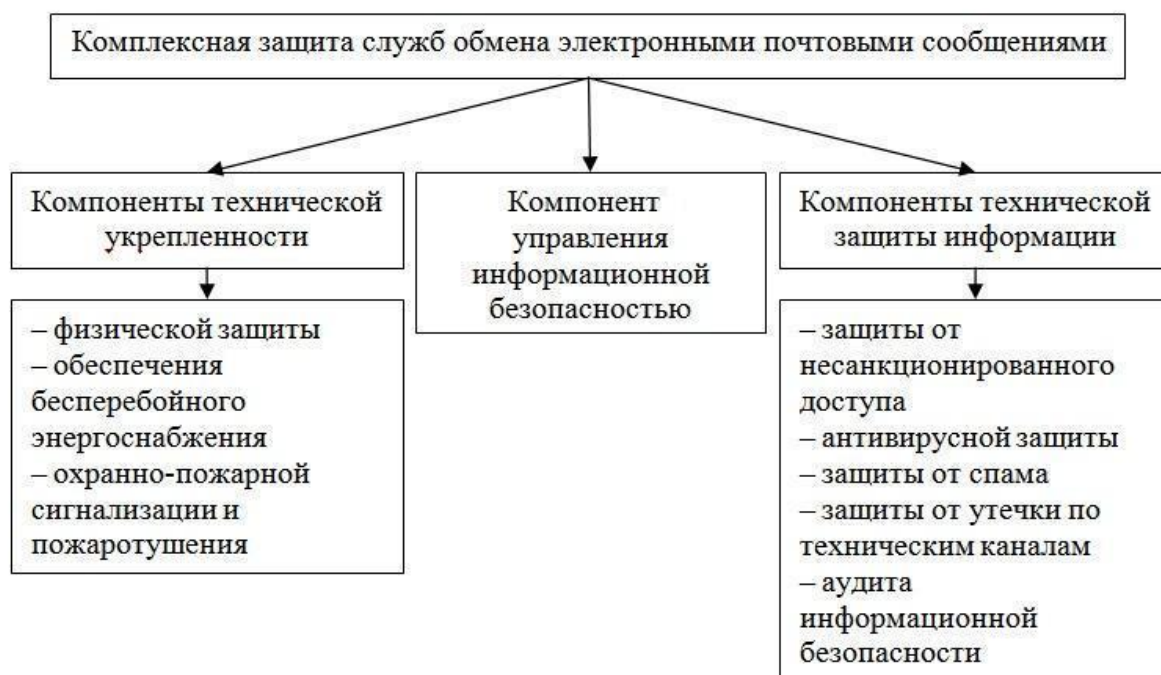 Комплексная защита служб обмена электронными почтовыми сообщениями
Компоненты технической
укрепленности
Компонент
управления
информационной
безопасностью
Компоненты технической
защиты информации
– физической защиты
– обеспечения
бесперебойного
энергоснабжения
– охранно-пожарной
сигнализации и
пожаротушения
– защиты от
несанкционированного
доступа
– антивирусной защиты
– защиты от спама
– защиты от утечки по
техническим каналам
– аудита
информационной
безопасности